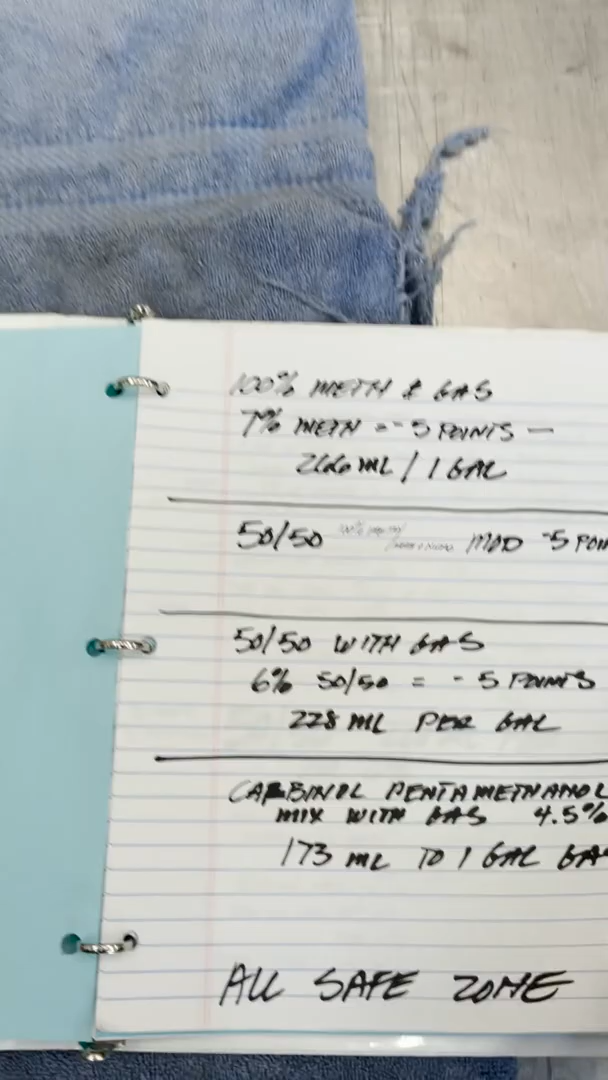 100% METH & GAS
7% METH = -5 POINTS —
266 ML / 1 GAL
50/50 MOD -5 POIN
50/50 WITH GAS
6% 50/50 = -5 POINTS
228 ML PER GAL
CARBINOL PENTAMETHANOL
MIX WITH GAS 4.5%
173 ML TO 1 GAL GAS
ALL SAFE ZONE